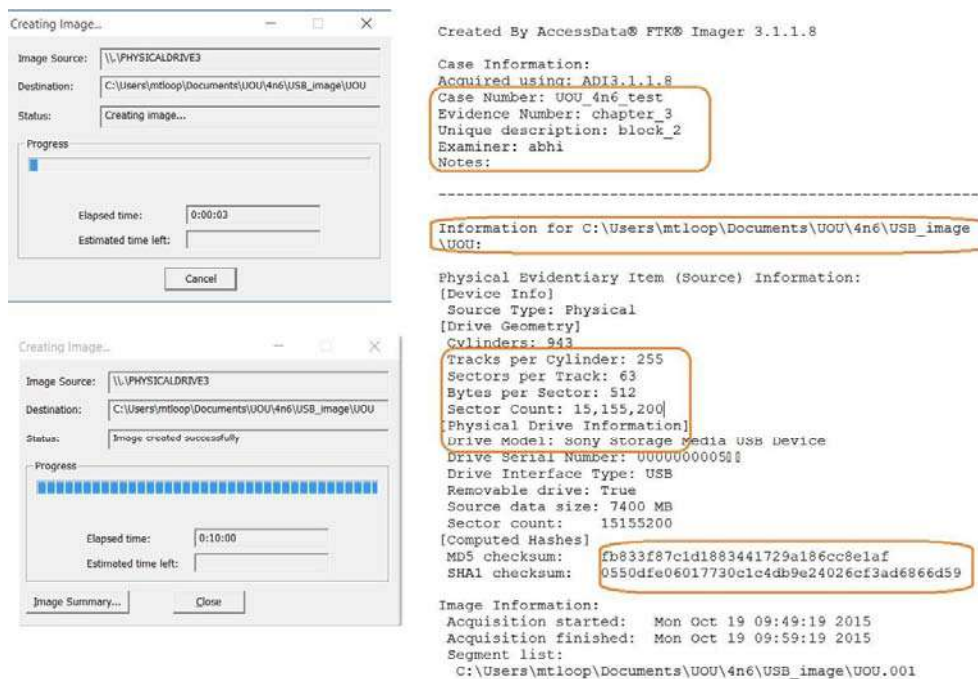 Creating Image...
Image Source: \\.\PHYSICALDRIVE3
Destination: C:\Users\mtloop\Documents\UOU\4n6\USB_image\UOU
Status: Creating image...
Progress
Elapsed time: 0:00:03
Estimated time left:
Cancel
Creating Image...
Image Source: \\.\PHYSICALDRIVE3
Destination: C:\Users\mtloop\Documents\UOU\4n6\USB_image\UOU
Status: Image created successfully
Progress
Elapsed time: 0:10:00
Estimated time left:
Image Summary...
Close
Created By AccessData® FTK® Imager 3.1.1.8
Case Information:
Acquired using: ADI3.1.1.8
Case Number: UOU_4n6_test
Evidence Number: chapter_3
Unique description: block_2
Examiner: abhi
Notes:
--------------------------------------------------------------
Information for C:\Users\mtloop\Documents\UOU\4n6\USB_image
\UOU:
Physical Evidentiary Item (Source) Information:
[Device Info]
Source Type: Physical
[Drive Geometry]
Cylinders: 943
Tracks per Cylinder: 255
Sectors per Track: 63
Bytes per Sector: 512
Sector Count: 15,155,200
[Physical Drive Information]
Drive Model: Sony Storage Media USB Device
Drive Serial Number: 0000000005
Drive Interface Type: USB
Removable drive: True
Source data size: 7400 MB
Sector count: 15155200
[Computed Hashes]
MD5 checksum: fb833f87c1d1883441729a186cc8e1af
SHA1 checksum: 0550dfe06017730c1c4db9e24026cf3ad6866d59
Image Information:
Acquisition started: Mon Oct 19 09:49:19 2015
Acquisition finished: Mon Oct 19 09:59:19 2015
Segment list:
C:\Users\mtloop\Documents\UOU\4n6\USB_image\UOU.001